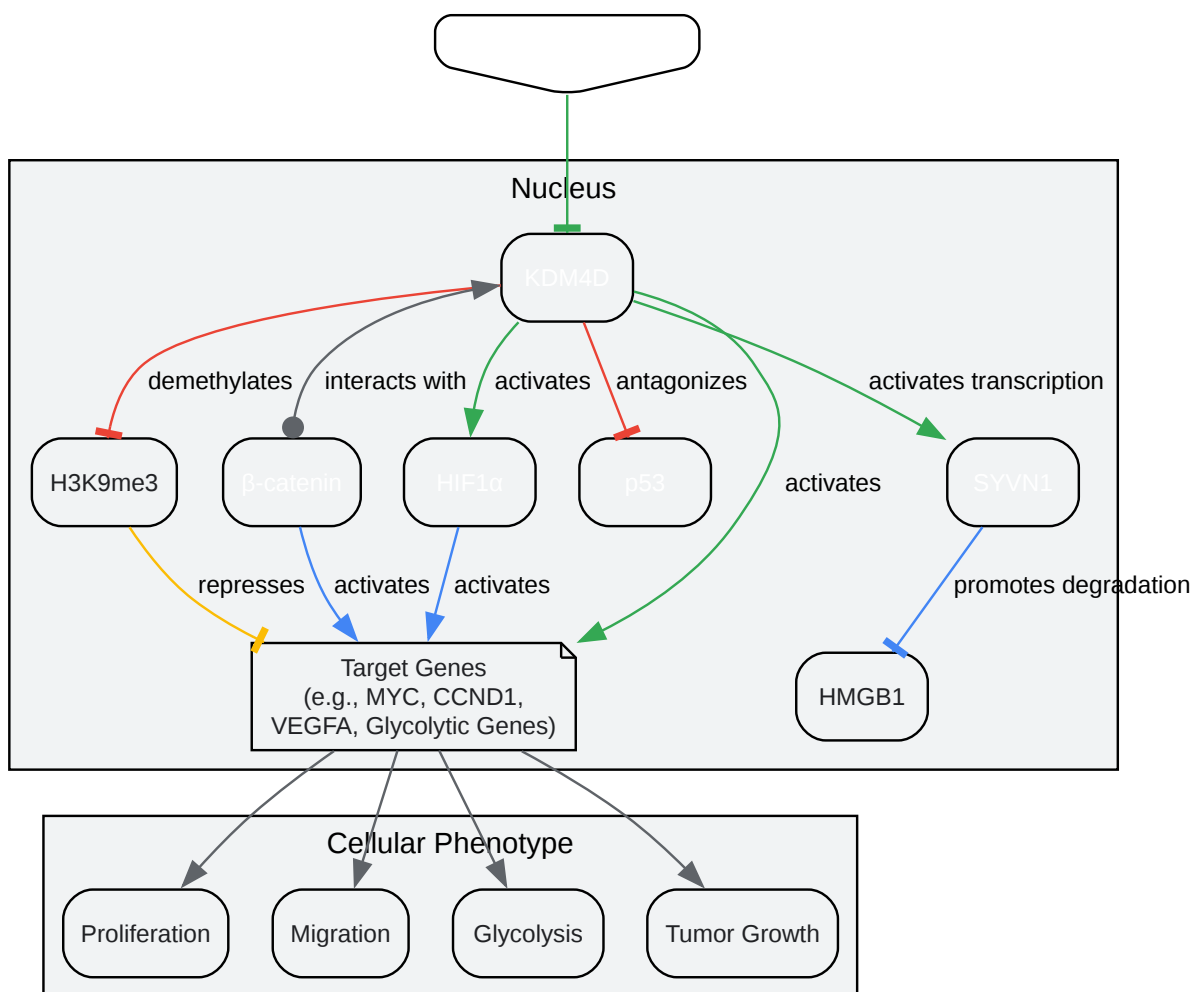 Nucleus
KDM4D
demethylates
interacts with
activates
antagonizes
activates transcription
H3K9me3
β-catenin
HIF1α
p53
activates
SYVN1
represses
activates
activates
promotes degradation
Target Genes
(e.g., MYC, CCND1,
VEGFA, Glycolytic Genes)
HMGB1
Cellular Phenotype
Proliferation
Migration
Glycolysis
Tumor Growth